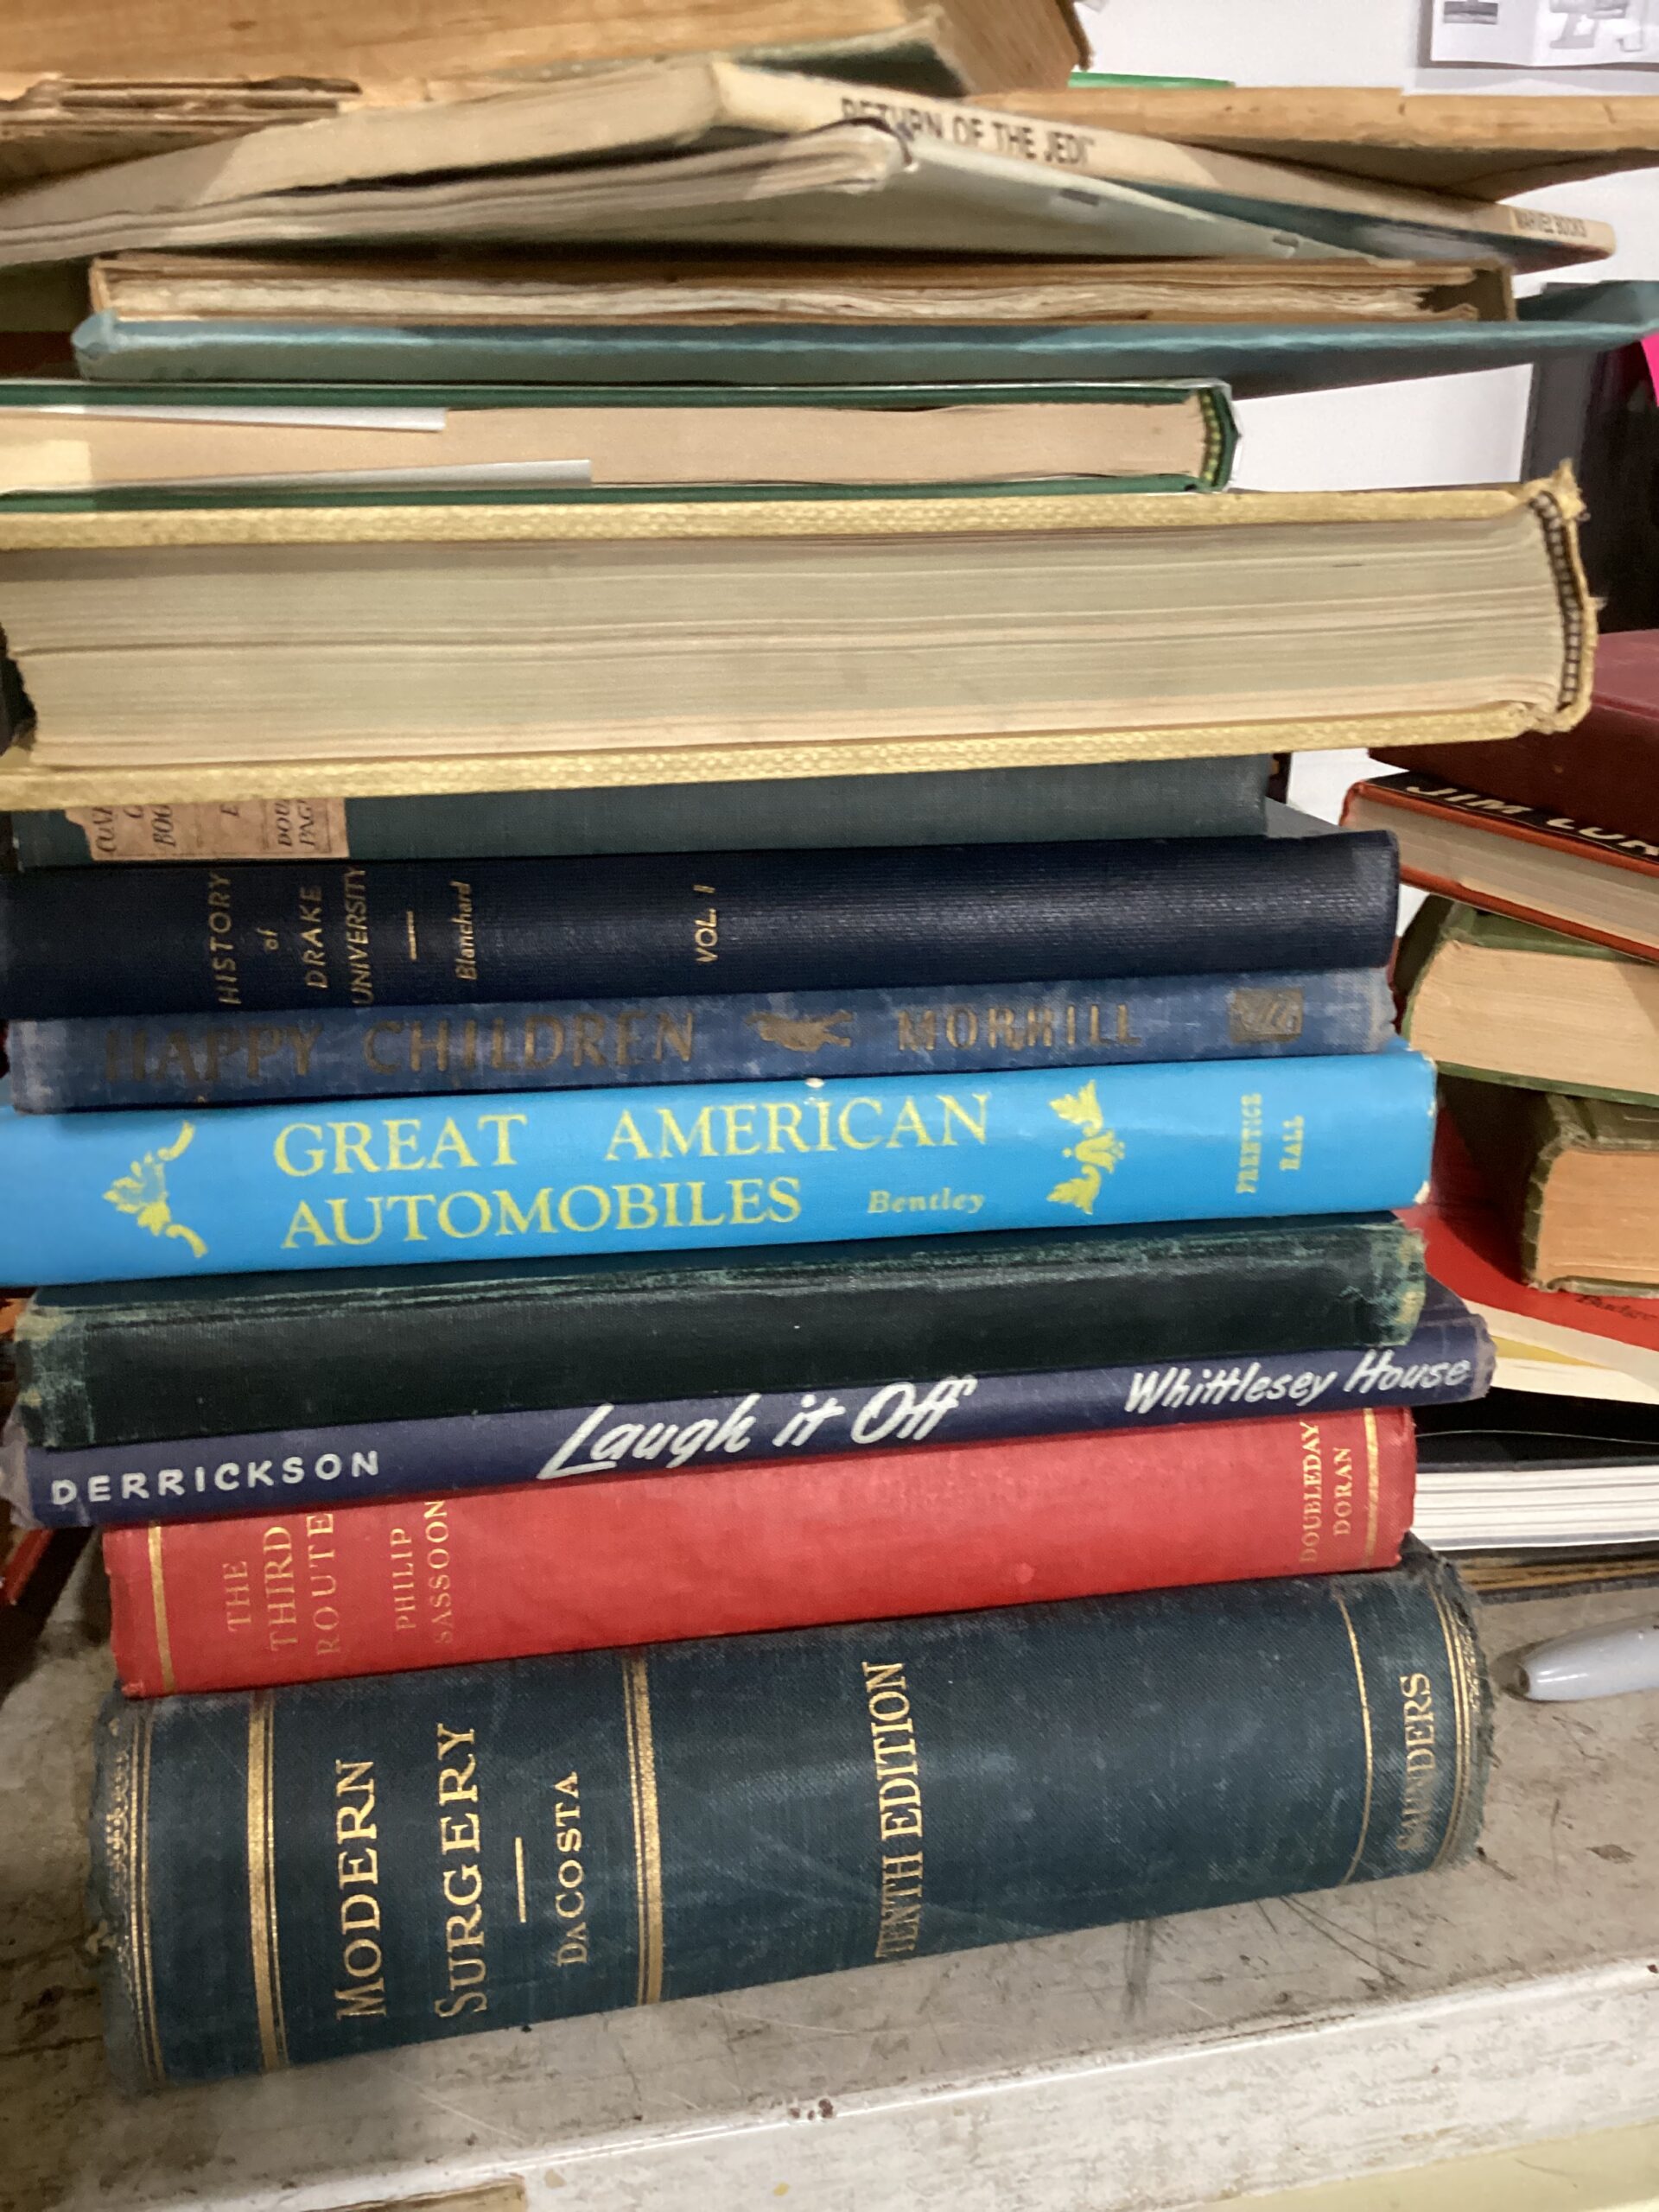 RETURN OF THE JEDI™
MARVEL BOOKS
HISTORY
of
DRAKE
UNIVERSITY
Blanchard
VOL. I
HAPPY CHILDREN MORRILL
GREAT AMERICAN
AUTOMOBILES Bentley
PRENTICE
HALL
DERRICKSON Laugh it Off Whittlesey House
THE
THIRD
ROUTE
PHILIP
SASSOON
DOUBLEDAY
DORAN
MODERN
SURGERY
DACOSTA
TENTH EDITION
SAUNDERS
JIM